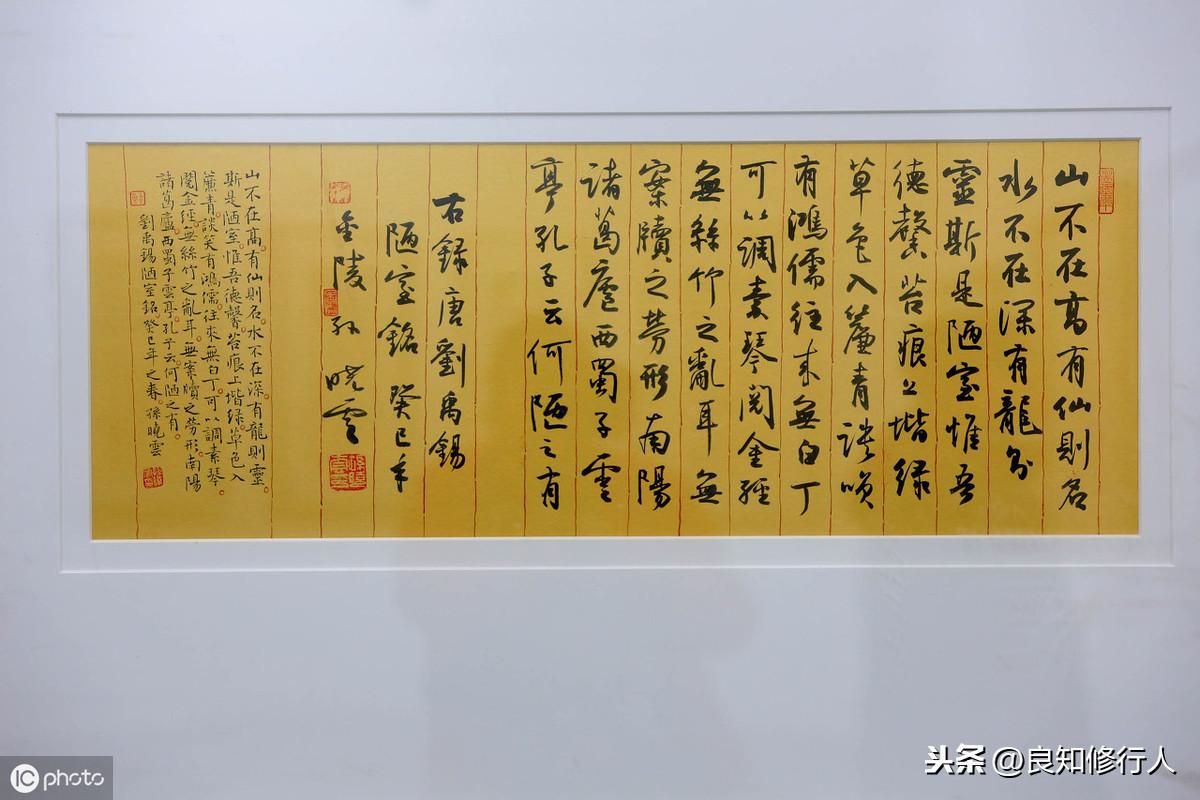 山不在高有仙則名
水不在深有龍則
靈斯是陋室惟吾
德馨苔痕上堦緑
草色入簾青談咲
有鴻儒往来無白丁
可以調素琴閲金經
無絲竹之亂耳無
案牘之勞形南陽
諸葛廬西蜀子雲
亭孔子云何陋之有
右録唐劉禹錫
陋室銘癸巳年
金陵孫曉雲
山不在高。有仙則名。水不在深。有龍則靈。
斯是陋室。惟吾德馨。苔痕上堦緑。草色入
簾青。談笑有鴻儒。往來無白丁。可以調素琴。
閲金經。無絲竹之亂耳。無案牘之勞形。南陽
諸葛廬。西蜀子雲亭。孔子云。何陋之有。
劉禹錫陋室銘。癸巳年之春。孫曉雲
iC photo
头条 @良知修行人